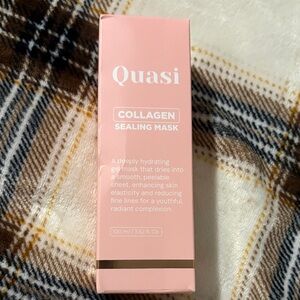 Quasi
COLLAGEN
SEALING MASK
A deeply hydrating
gel mask that dries into
a smooth, peelable
sheet, enhancing skin
elasticity and reducing
fine lines for a youthful,
radiant complexion.